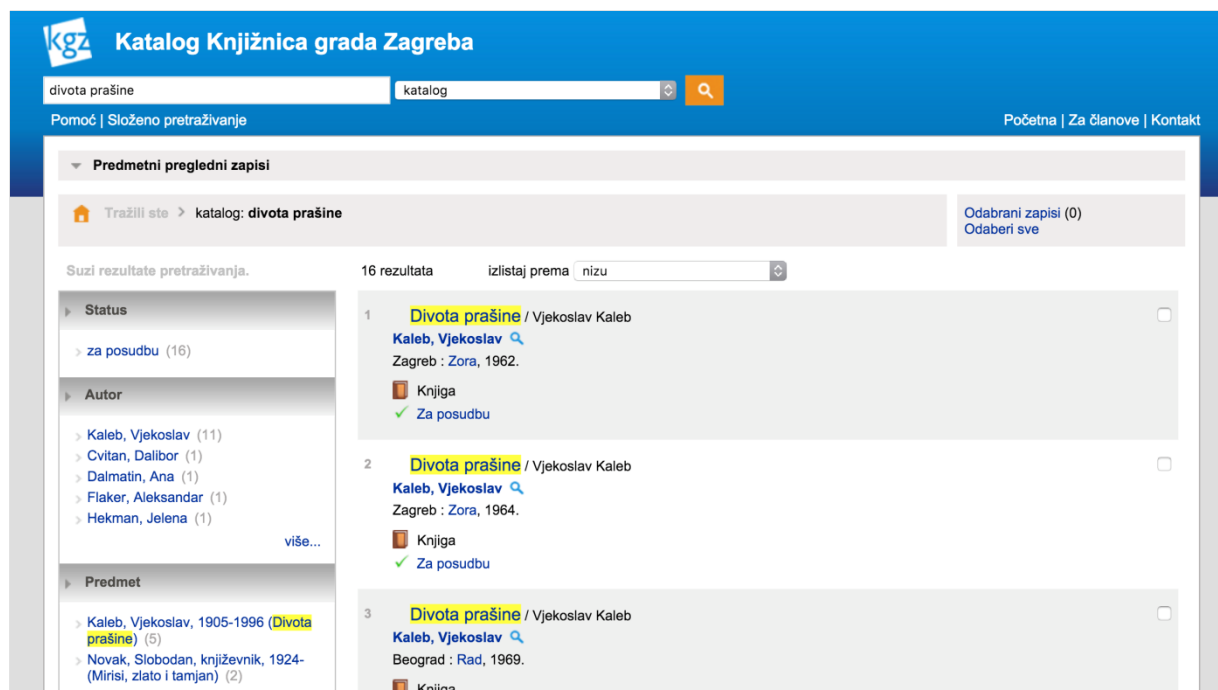 kgz Katalog Knjižnica grada Zagreba
divota prašine katalog
Pomoć | Složeno pretraživanje Početna | Za članove | Kontakt
Predmetni pregledni zapisi
Tražili ste > katalog: divota prašine
Odabrani zapisi (0)
Odaberi sve
Suzi rezultate pretraživanja.
16 rezultata izlistaj prema nizu
Status
za posudbu (16)
Autor
Kaleb, Vjekoslav (11)
Cvitan, Dalibor (1)
Dalmatin, Ana (1)
Flaker, Aleksandar (1)
Hekman, Jelena (1)
više...
Predmet
Kaleb, Vjekoslav, 1905-1996 (Divota
prašine) (5)
Novak, Slobodan, književnik, 1924-
(Mirisi, zlato i tamjan) (2)
1 Divota prašine / Vjekoslav Kaleb
Kaleb, Vjekoslav
Zagreb : Zora, 1962.
Knjiga
Za posudbu
2 Divota prašine / Vjekoslav Kaleb
Kaleb, Vjekoslav
Zagreb : Zora, 1964.
Knjiga
Za posudbu
3 Divota prašine / Vjekoslav Kaleb
Kaleb, Vjekoslav
Beograd : Rad, 1969.
Knjiga